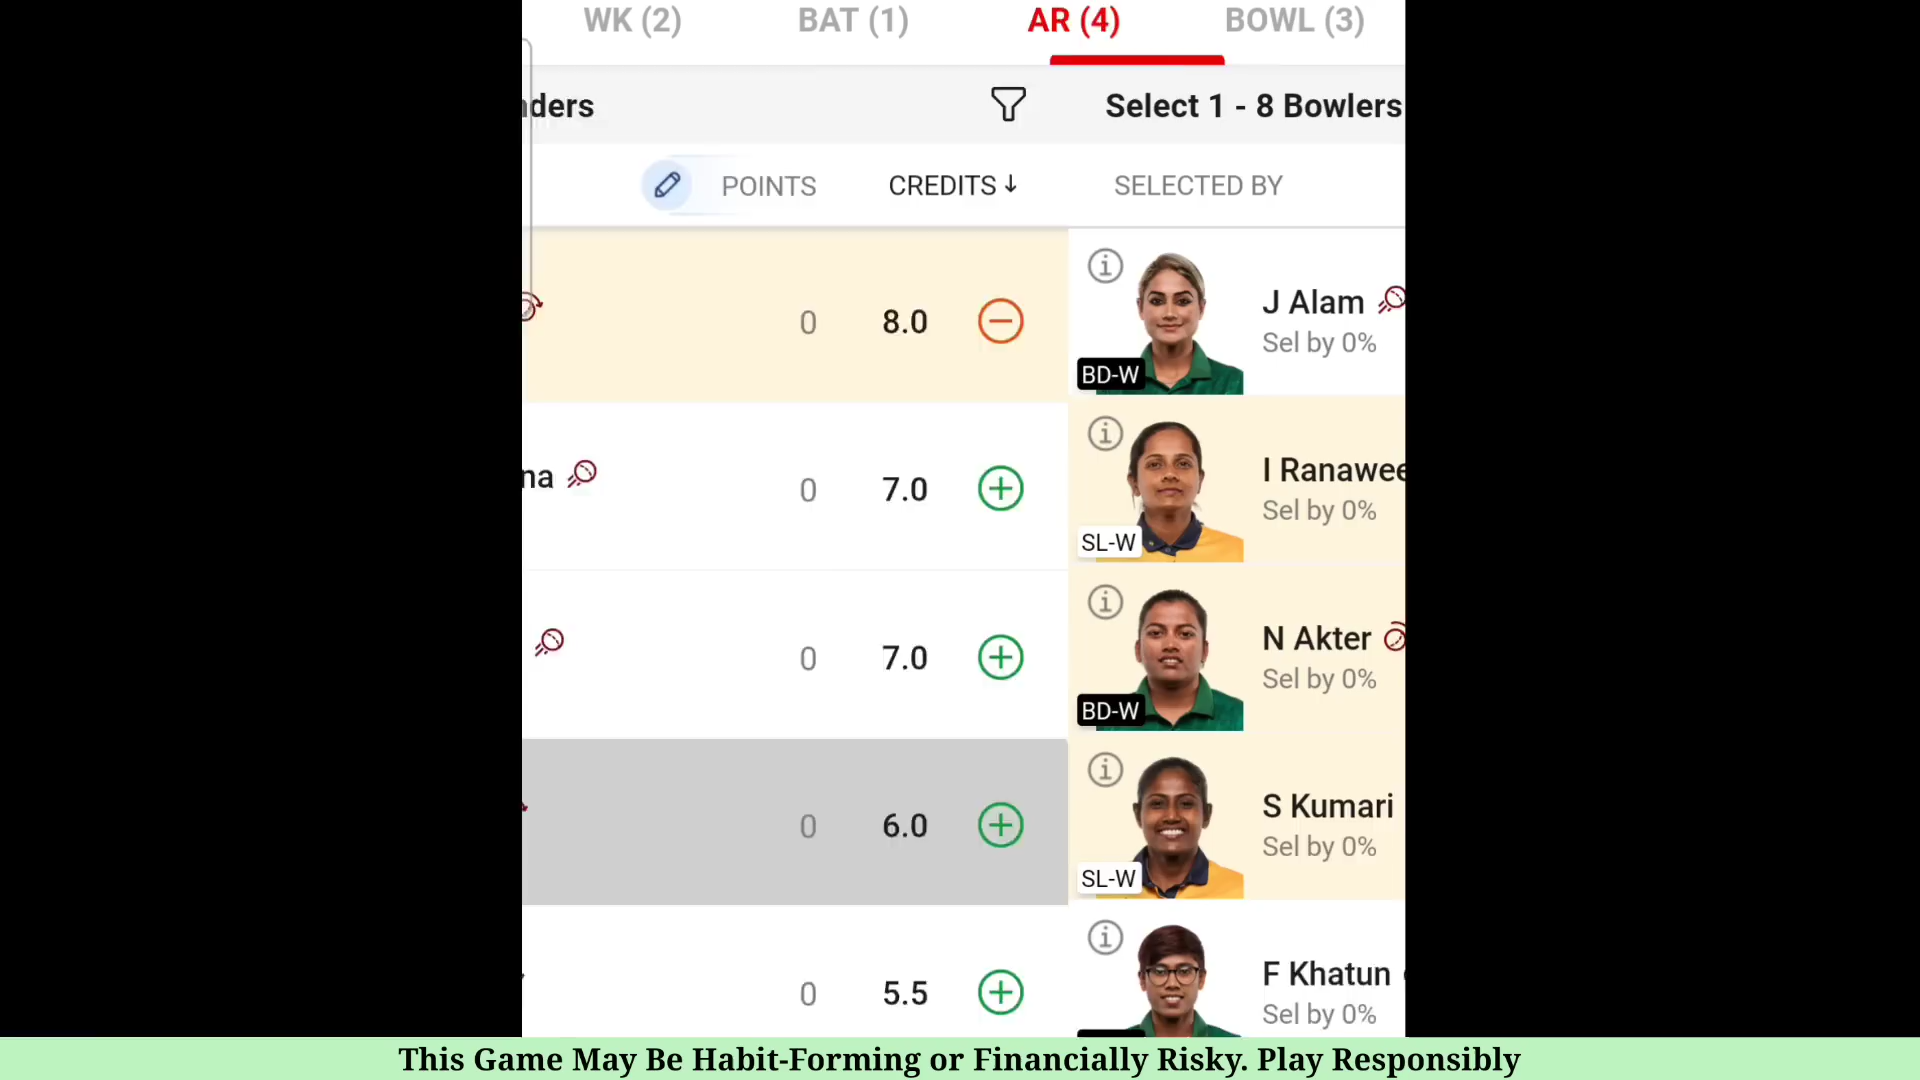 WK (2) BAT (1) AR (4) BOWL (3)
nders Select 1 - 8 Bowlers
POINTS CREDITS↓ SELECTED BY
0 8.0 J Alam
Sel by 0%
BD-W
na 0 7.0 I Ranawee
Sel by 0%
SL-W
0 7.0 N Akter
Sel by 0%
BD-W
0 6.0 S Kumari
Sel by 0%
SL-W
0 5.5 F Khatun
Sel by 0%
This Game May Be Habit-Forming or Financially Risky. Play Responsibly